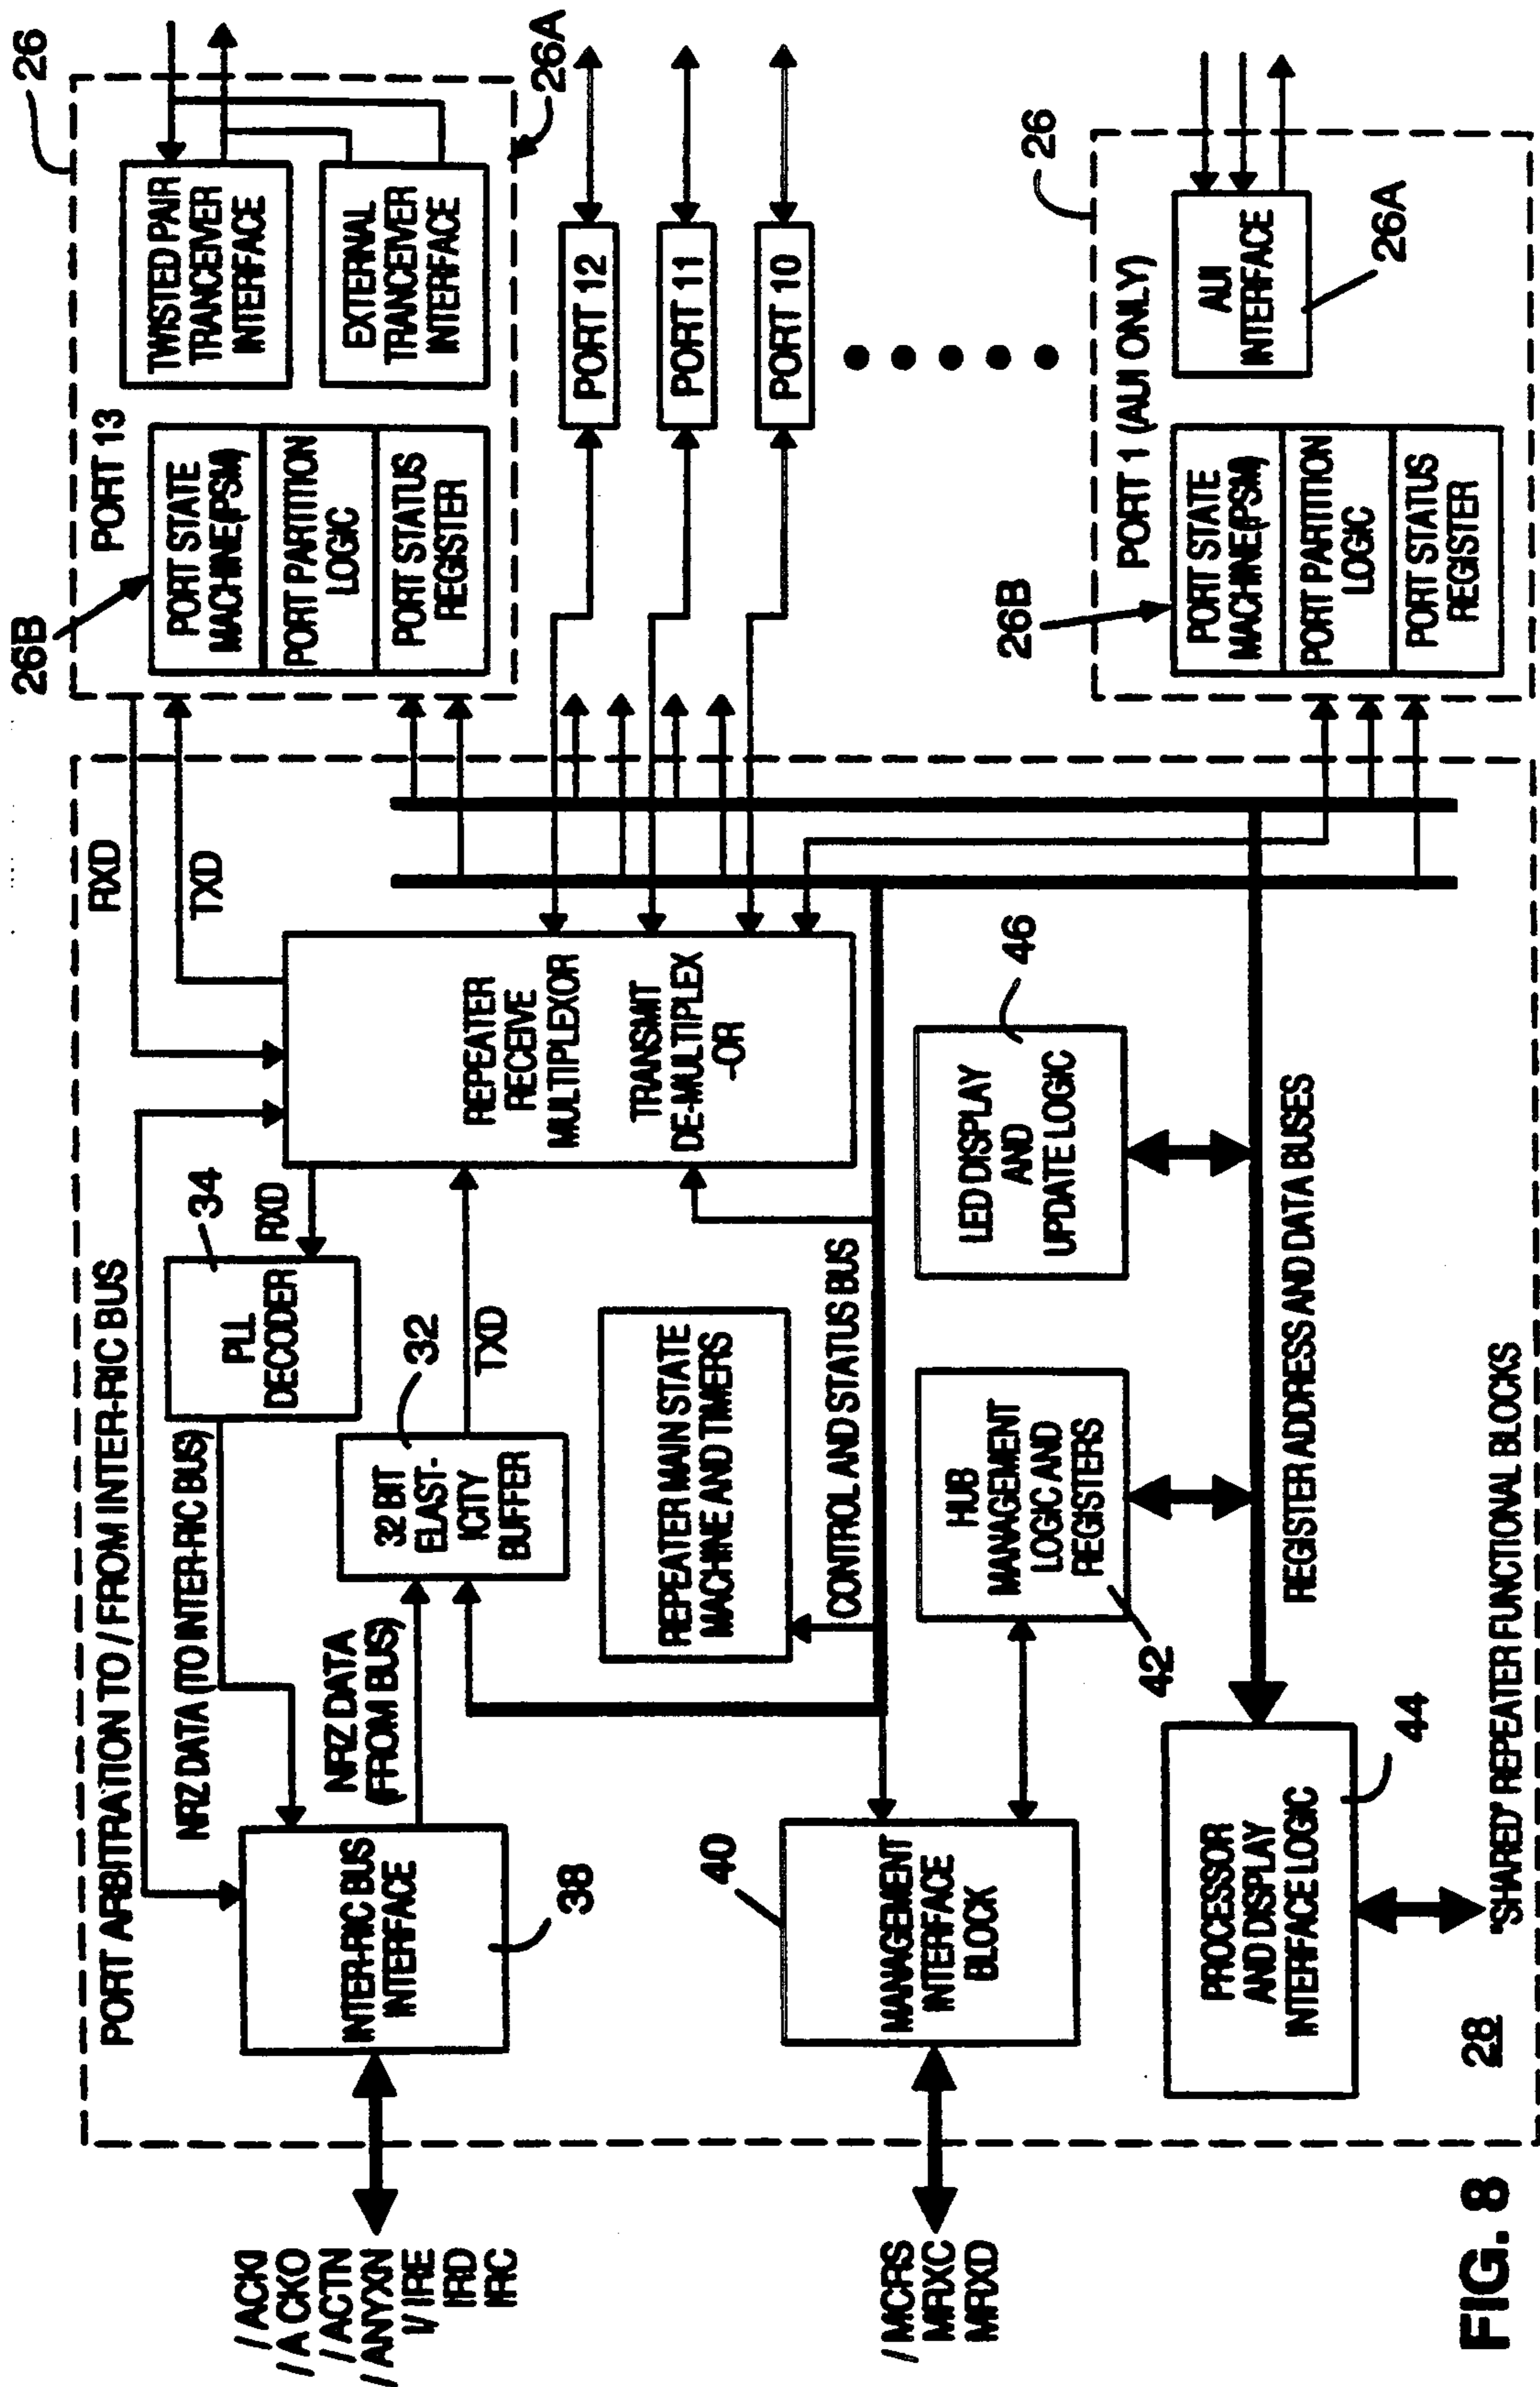 /ACKI
/ACKO
/ACTN
/ANYXN
I/ IRE
IRD
IRC
/MCRS
MRXC
MRXD
PORT ARBITRATION TO / FROM INTER-RIC BUS
NRZ DATA (TO INTER-RIC BUS)
INTER-RIC BUS
INTERFACE
38
NRZ DATA
(FROM BUS)
34
PLL
DECODER
RXD
32
32 BIT
ELAST-
ICITY
BUFFER
TXD
REPEATER MAIN STATE
MACHINE AND TIMERS
CONTROL AND STATUS BUS
REPEATER
RECEIVE
MULTIPLEXOR
TRANSMIT
DE-MULTIPLEX
-OR
RXD
TXD
40
MANAGEMENT
INTERFACE
BLOCK
HUB
MANAGEMENT
LOGIC AND
REGISTERS
42
46
LED DISPLAY
AND
UPDATE LOGIC
PROCESSOR
AND DISPLAY
INTERFACE LOGIC
44
REGISTER ADDRESS AND DATA BUSES
28
"SHARED" REPEATER FUNCTIONAL BLOCKS
26B
PORT 13
26
PORT STATE
MACHINE(PSM)
PORT PARTITION
LOGIC
PORT STATUS
REGISTER
TWISTED PAIR
TRANCEIVER
INTERFACE
EXTERNAL
TRANCEIVER
INTERFACE
26A
PORT 12
PORT 11
PORT 10
26
PORT 1 (AUI ONLY)
26B
PORT STATE
MACHINE(PSM)
PORT PARTITION
LOGIC
PORT STATUS
REGISTER
AUI
INTERFACE
26A
FIG. 8